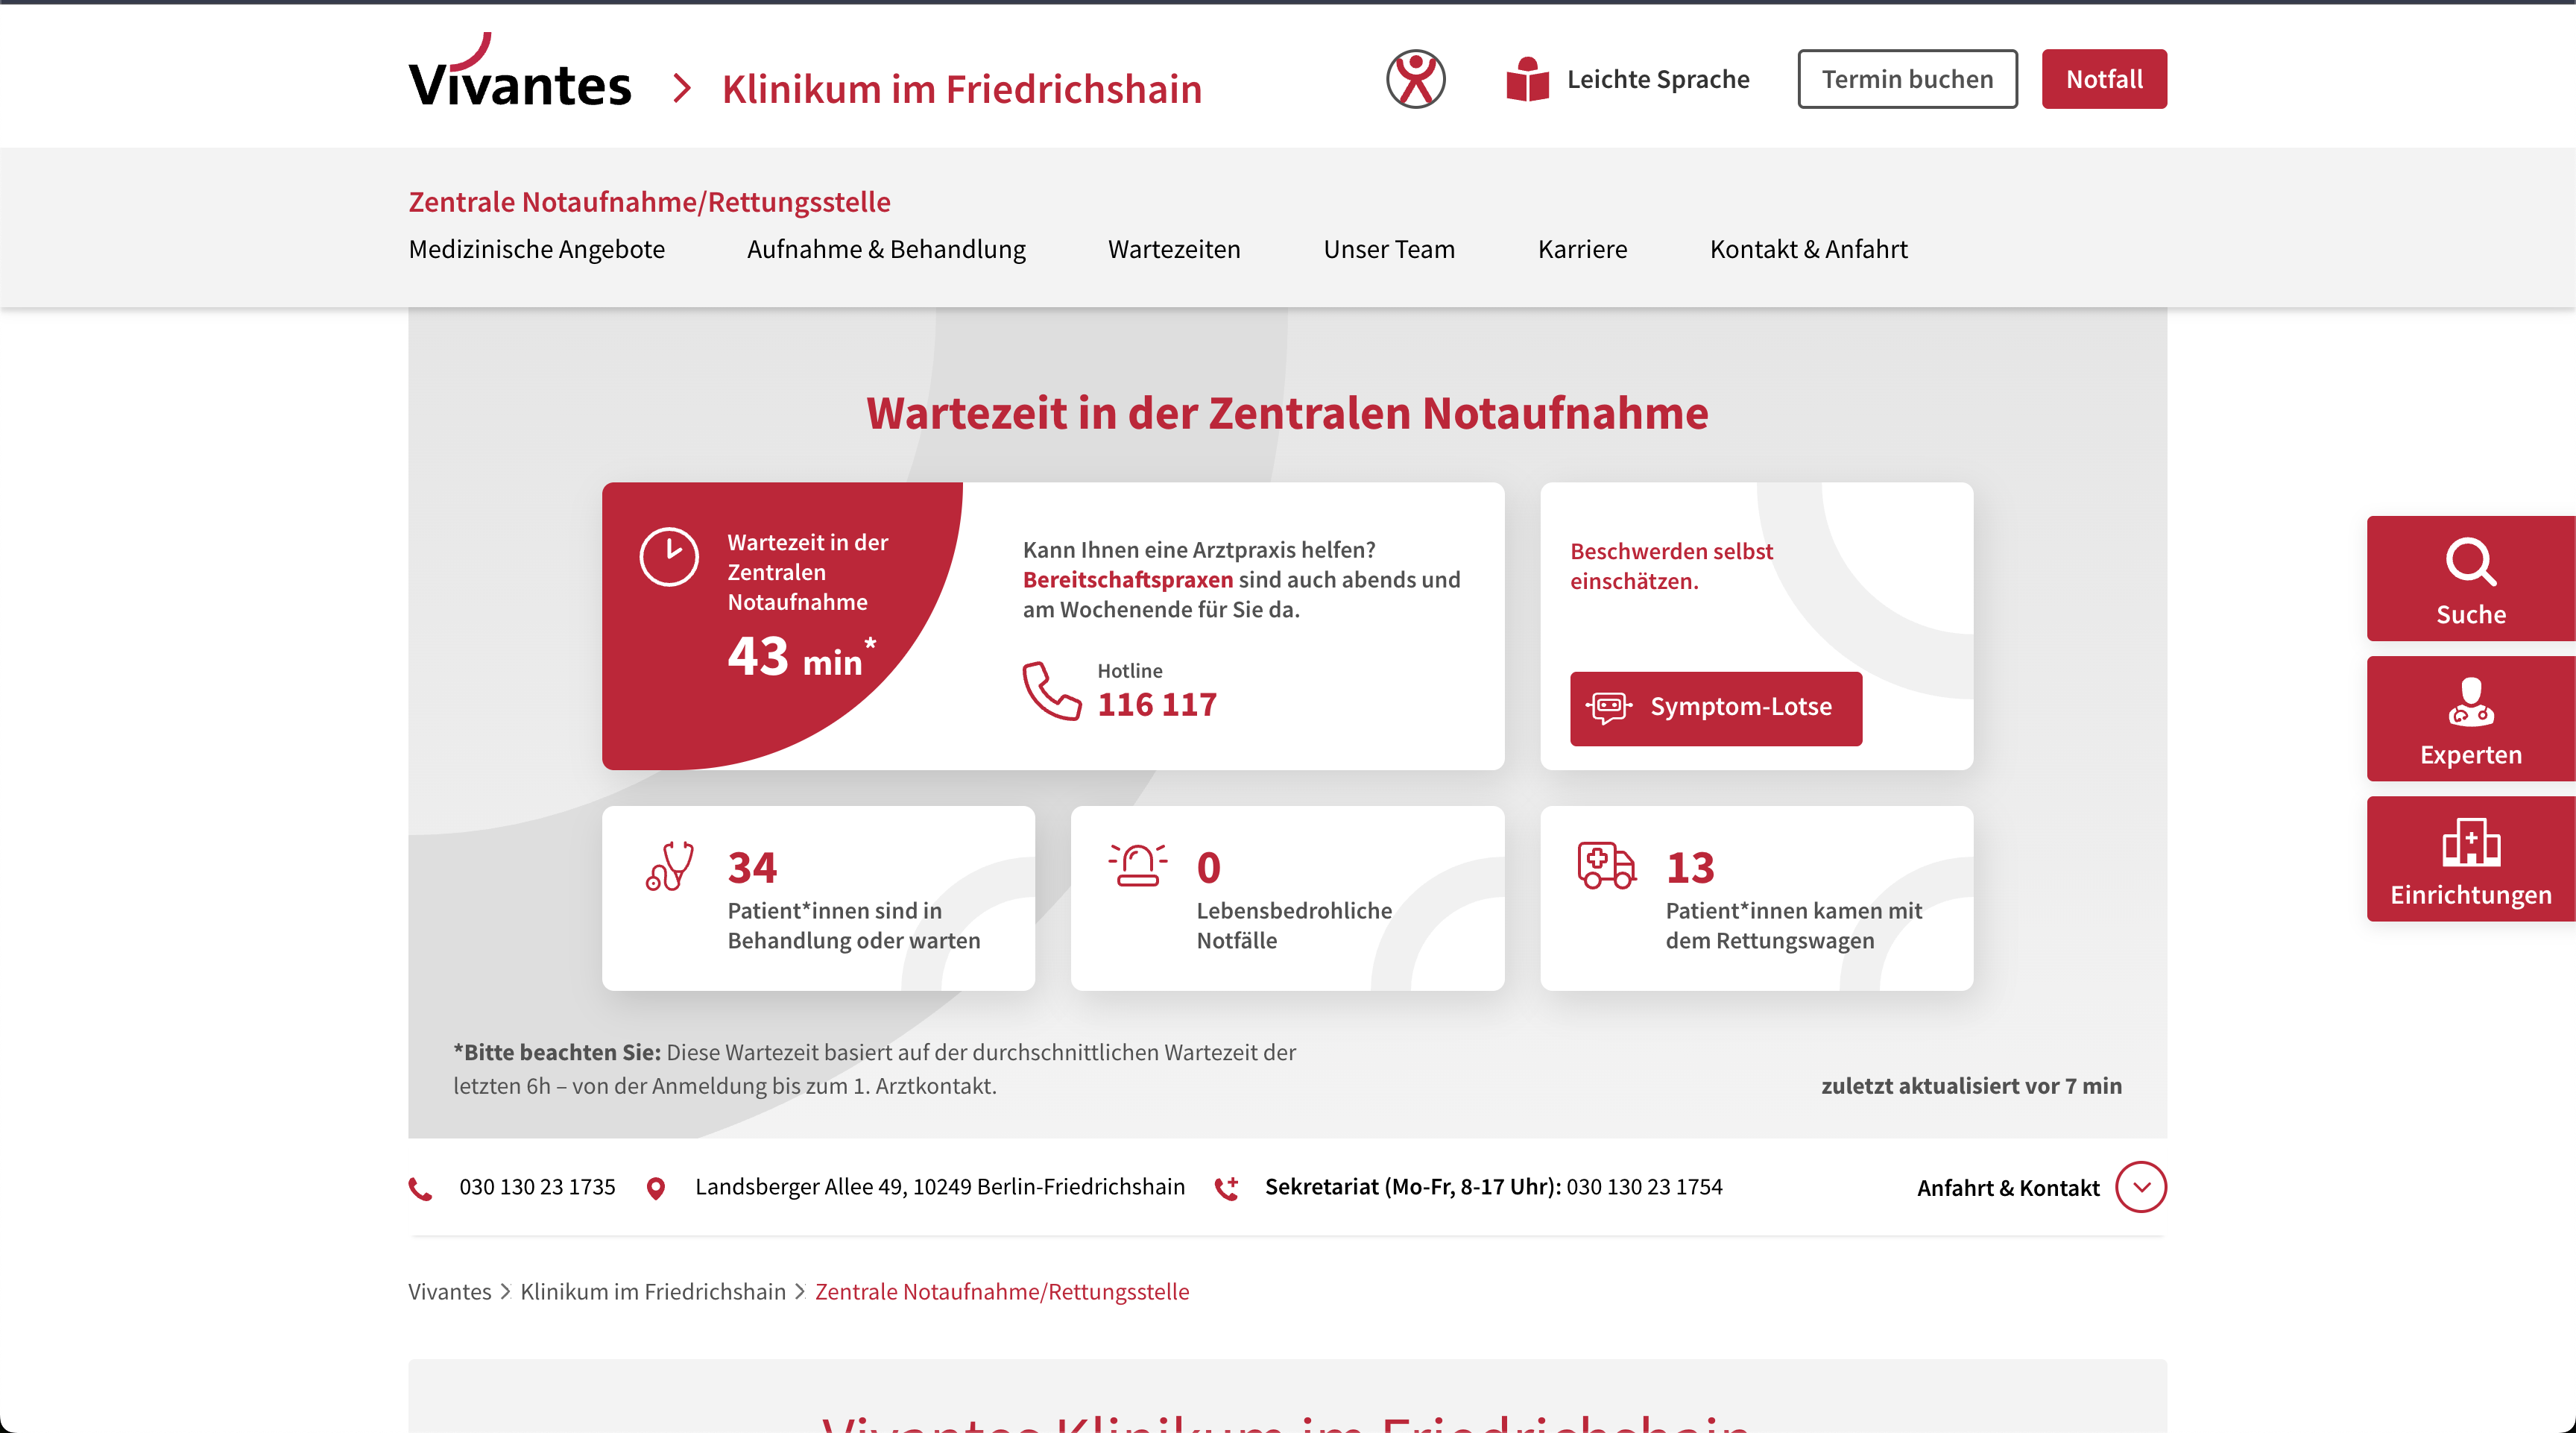 Vivantes
Klinikum im Friedrichshain
Leichte Sprache
Termin buchen
Notfall
Zentrale Notaufnahme/Rettungsstelle
Medizinische Angebote
Aufnahme & Behandlung
Wartezeiten
Unser Team
Karriere
Kontakt & Anfahrt
Wartezeit in der Zentralen Notaufnahme
Wartezeit in der
Zentralen
Notaufnahme
43 min*
Kann Ihnen eine Arztpraxis helfen?
Bereitschaftspraxen sind auch abends und
am Wochenende für Sie da.
Hotline
116 117
Beschwerden selbst
einschätzen.
Symptom-Lotse
34
Patient*innen sind in
Behandlung oder warten
0
Lebensbedrohliche
Notfälle
13
Patient*innen kamen mit
dem Rettungswagen
*Bitte beachten Sie: Diese Wartezeit basiert auf der durchschnittlichen Wartezeit der
letzten 6h – von der Anmeldung bis zum 1. Arztkontakt.
zuletzt aktualisiert vor 7 min
Suche
Experten
Einrichtungen
030 130 23 1735
Landsberger Allee 49, 10249 Berlin-Friedrichshain
Sekretariat (Mo-Fr, 8-17 Uhr): 030 130 23 1754
Anfahrt & Kontakt
Vivantes > Klinikum im Friedrichshain > Zentrale Notaufnahme/Rettungsstelle
Vivantes Klinikum im Friedrichshain